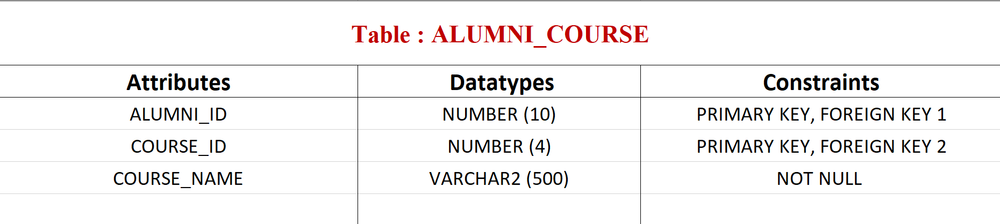 Table : ALUMNI_COURSE
Attributes Datatypes Constraints
ALUMNI_ID NUMBER (10) PRIMARY KEY, FOREIGN KEY 1
COURSE_ID NUMBER (4) PRIMARY KEY, FOREIGN KEY 2
COURSE_NAME VARCHAR2 (500) NOT NULL